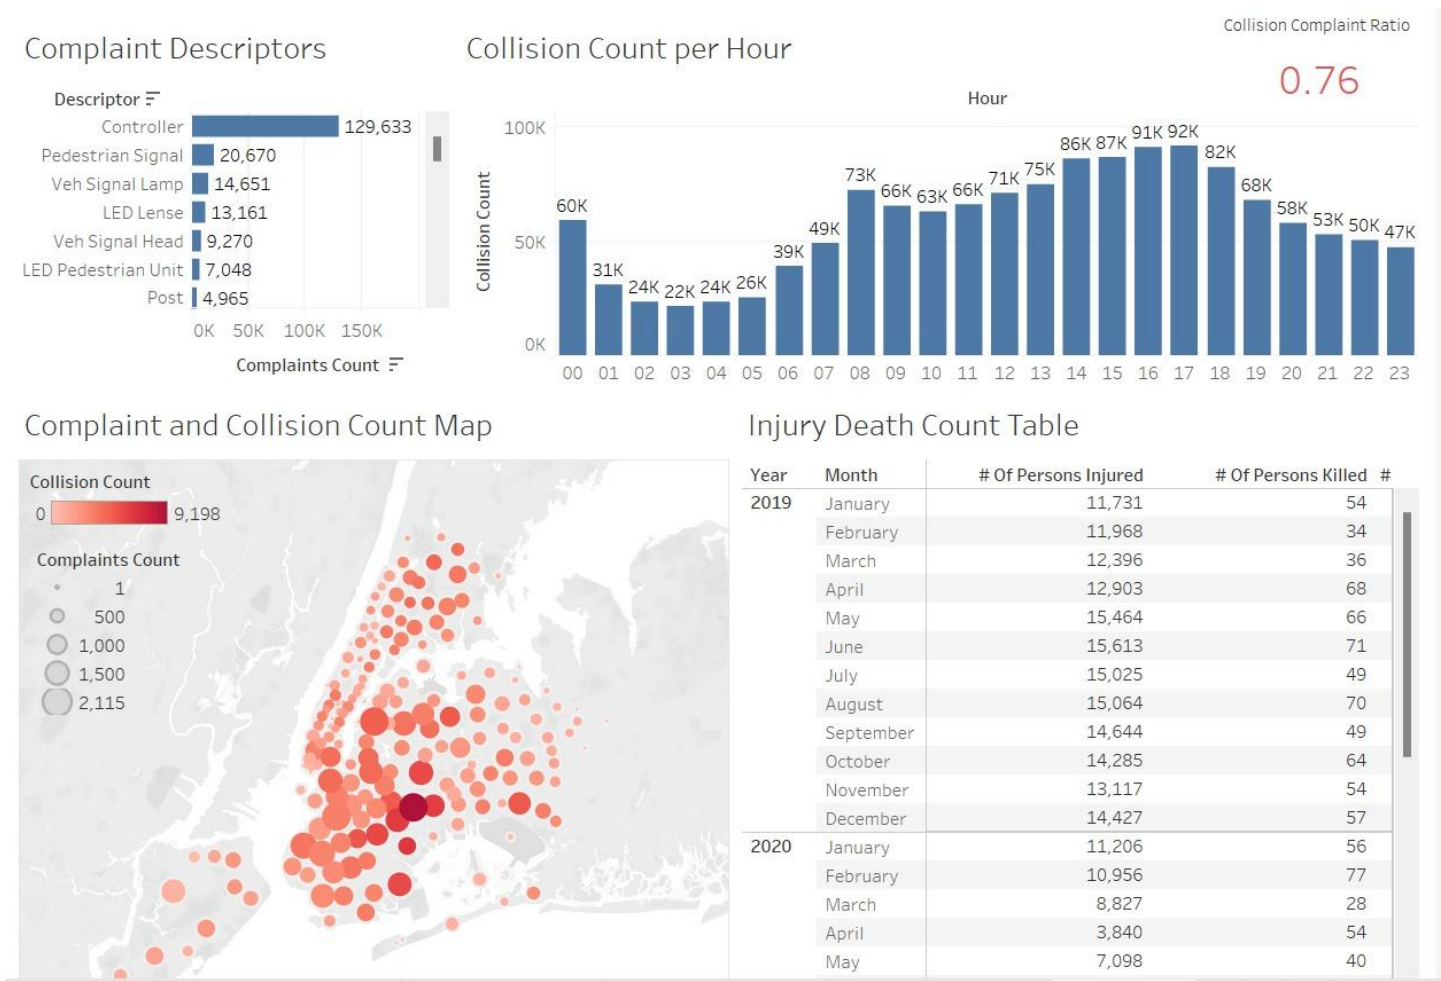 Collision Complaint Ratio
0.76
Complaint Descriptors
Descriptor
Controller 129,633
Pedestrian Signal 20,670
Veh Signal Lamp 14,651
LED Lense 13,161
Veh Signal Head 9,270
LED Pedestrian Unit 7,048
Post 4,965
0K 50K 100K 150K
Complaints Count
Collision Count per Hour
Hour
Collision Count
100K
50K
0K
60K 31K 24K 22K 24K 26K 39K 49K 73K 66K 63K 66K 71K 75K 86K 87K 91K 92K 82K 68K 58K 53K 50K 47K
00 01 02 03 04 05 06 07 08 09 10 11 12 13 14 15 16 17 18 19 20 21 22 23
Complaint and Collision Count Map
Collision Count
0 9,198
Complaints Count
1
500
1,000
1,500
2,115
Injury Death Count Table
Year Month # Of Persons Injured # Of Persons Killed #
2019 January 11,731 54
February 11,968 34
March 12,396 36
April 12,903 68
May 15,464 66
June 15,613 71
July 15,025 49
August 15,064 70
September 14,644 49
October 14,285 64
November 13,117 54
December 14,427 57
2020 January 11,206 56
February 10,956 77
March 8,827 28
April 3,840 54
May 7,098 40